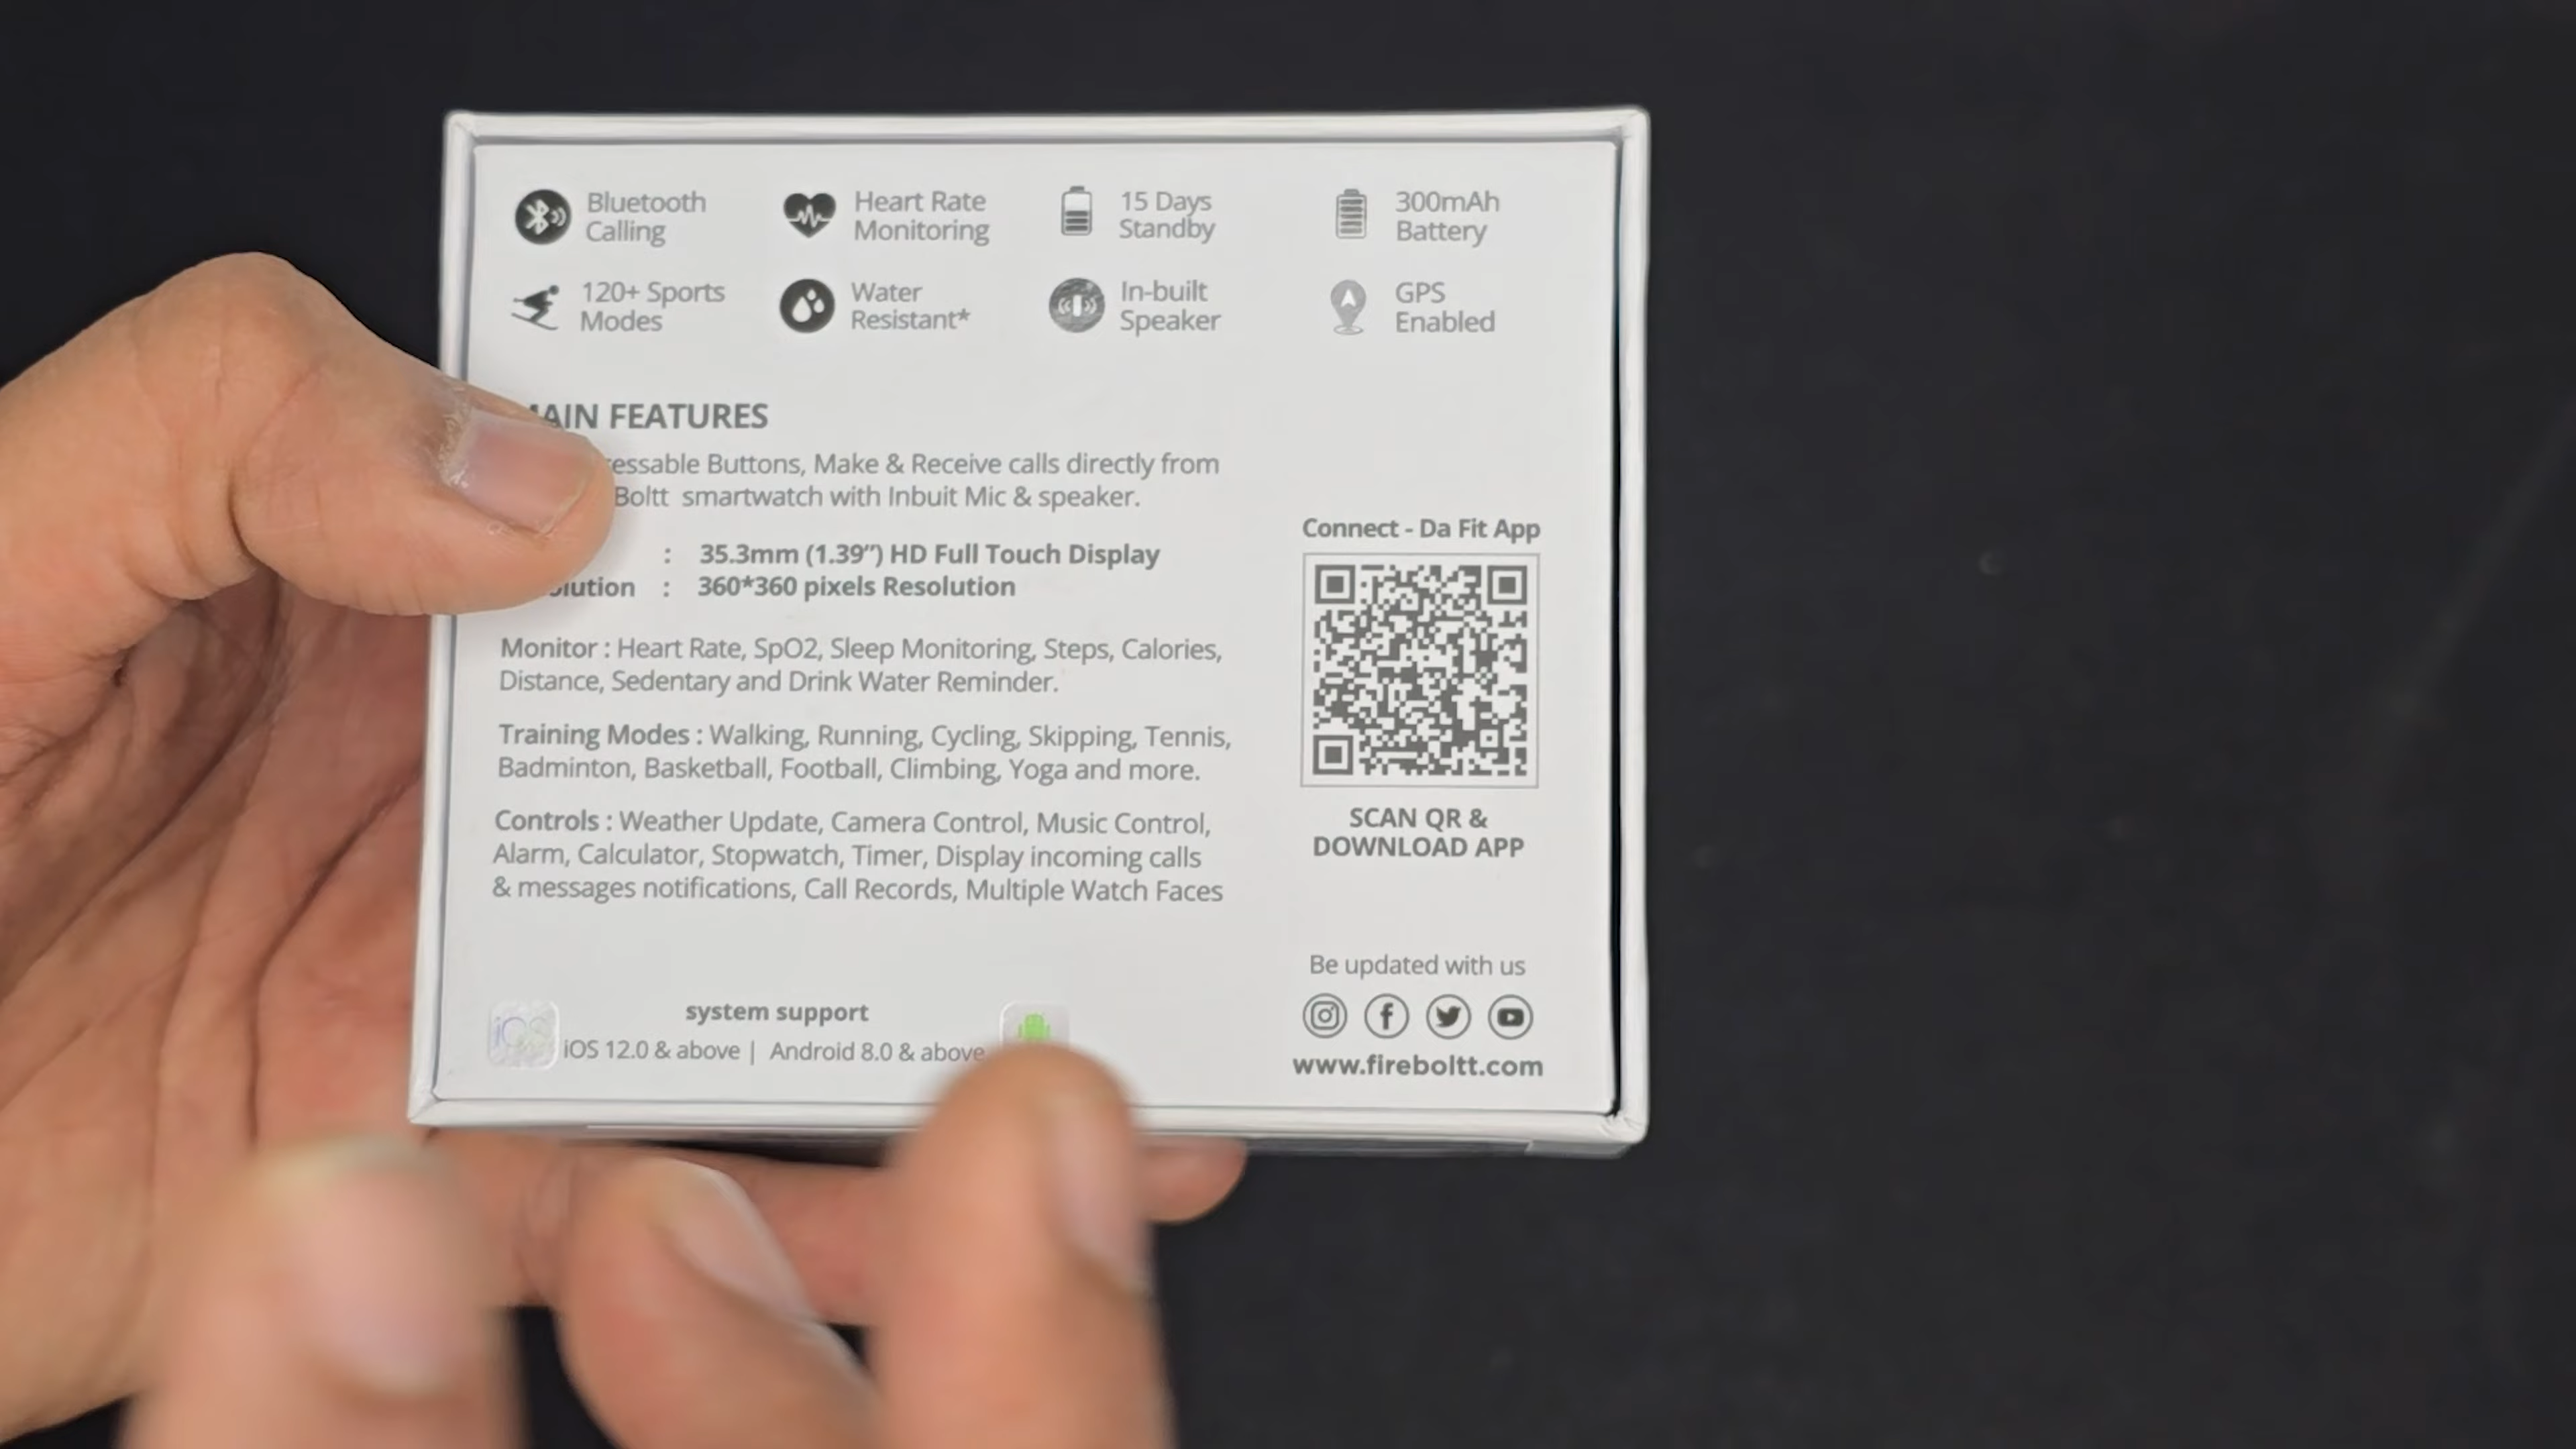 Bluetooth
Calling
Heart Rate
Monitoring
15 Days
Standby
300mAh
Battery
120+ Sports
Modes
Water
Resistant*
In-built
Speaker
GPS
Enabled
FEATURES
Buttons, Make & Receive calls directly from
Boltt smartwatch with Inbuit Mic & speaker.
: 35.3mm (1.39”) HD Full Touch Display
: 360*360 pixels Resolution
Monitor : Heart Rate, SpO2, Sleep Monitoring, Steps, Calories,
Distance, Sedentary and Drink Water Reminder.
Training Modes : Walking, Running, Cycling, Skipping, Tennis,
Badminton, Basketball, Football, Climbing, Yoga and more.
Controls : Weather Update, Camera Control, Music Control,
Alarm, Calculator, Stopwatch, Timer, Display incoming calls
& messages notifications, Call Records, Multiple Watch Faces
Connect - Da Fit App
SCAN QR &
DOWNLOAD APP
system support
iOS
iOS 12.0 & above | Android 8.0 & above
Be updated with us
www.fireboltt.com